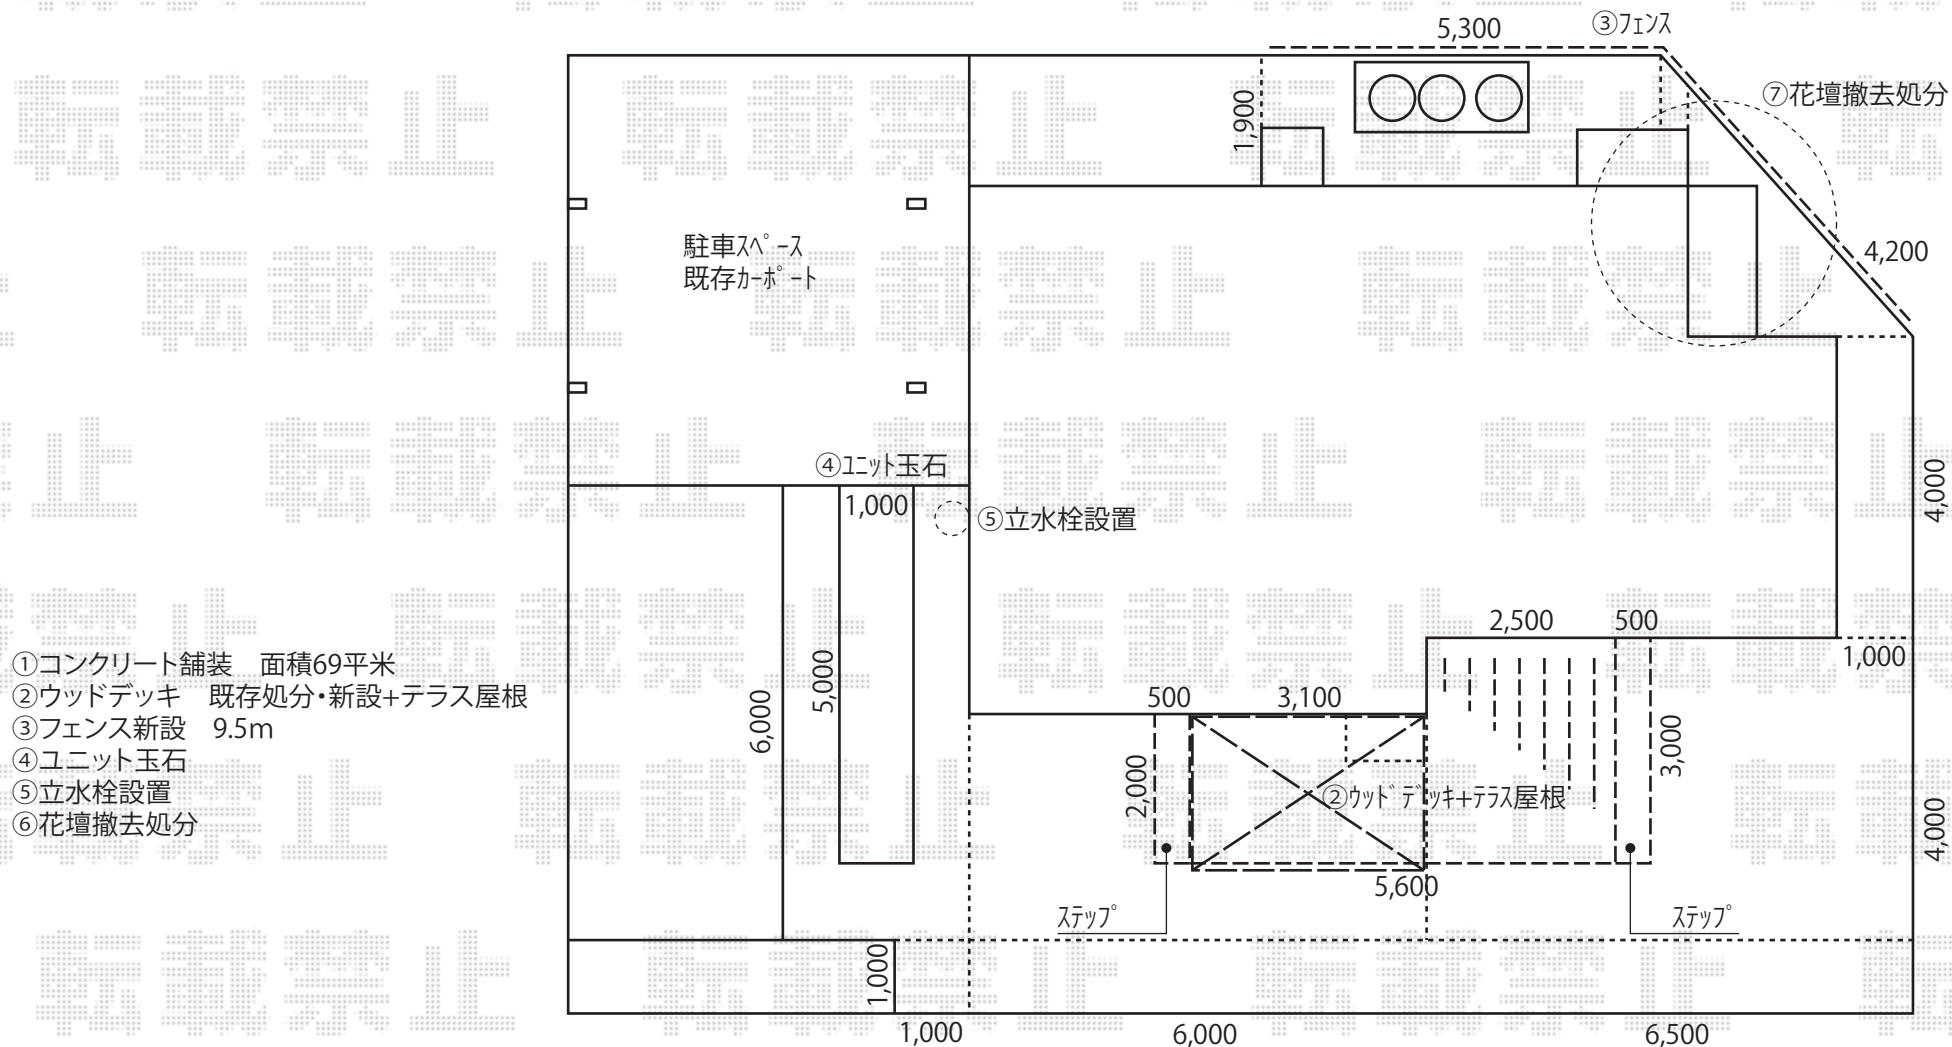 5,300
③フェンス
⑦花壇撤去処分
1,900
駐車ｽﾍﾟｰｽ
既存ｶｰﾎﾟｰﾄ
4,200
④ﾕﾆｯﾄ玉石
1,000
⑤立水栓設置
4,000
2,500
500
1,000
①コンクリート舗装　面積69平米
②ウッドデッキ　既存処分・新設+テラス屋根
③フェンス新設　9.5m
④ユニット玉石
⑤立水栓設置
⑥花壇撤去処分
6,000
5,000
500
3,100
2,000
3,000
②ｳｯﾄﾞﾃﾞｯｷ+ﾃﾗｽ屋根
4,000
5,600
ｽﾃｯﾌﾟ
ｽﾃｯﾌﾟ
1,000
1,000
6,000
6,500
転載禁止